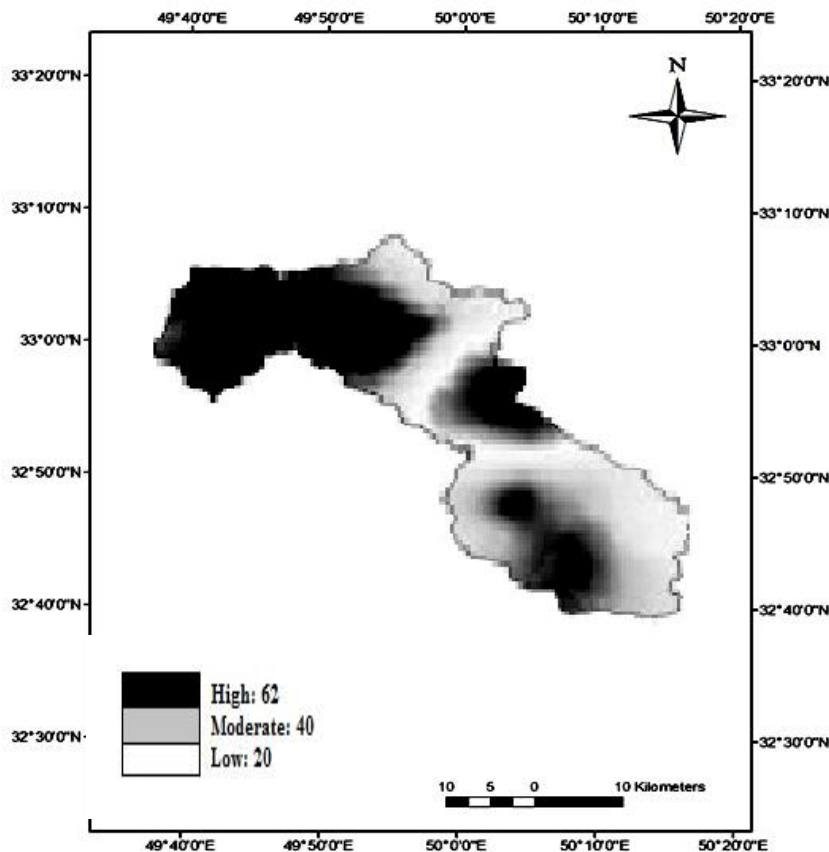 49°40'0"E 49°50'0"E 50°0'0"E 50°10'0"E 50°20'0"E
N
33°20'0"N 33°20'0"N
33°10'0"N 33°10'0"N
33°0'0"N 33°0'0"N
32°50'0"N 32°50'0"N
32°40'0"N 32°40'0"N
High: 62
Moderate: 40
Low: 20
32°30'0"N 32°30'0"N
10 5 0 10 Kilometers
49°40'0"E 49°50'0"E 50°0'0"E 50°10'0"E 50°20'0"E